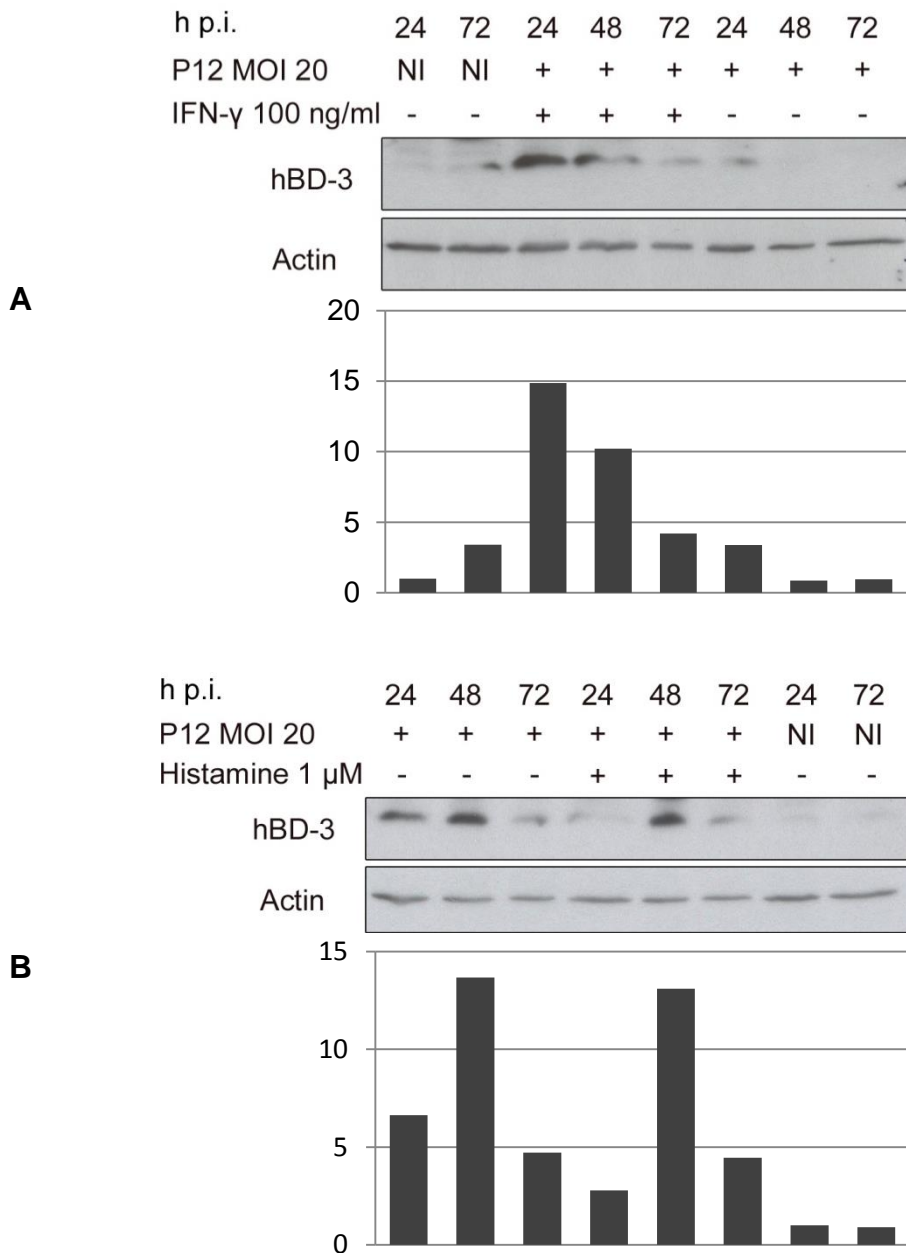 h p.i. 24 72 24 48 72 24 48 72
P12 MOI 20 NI NI + + + + + +
IFN-γ 100 ng/ml - - + + + - - -
hBD-3
Actin
A
20
15
10
5
0
h p.i. 24 48 72 24 48 72 24 72
P12 MOI 20 + + + + + + NI NI
Histamine 1 µM - - - + + + - -
hBD-3
Actin
B
15
10
5
0